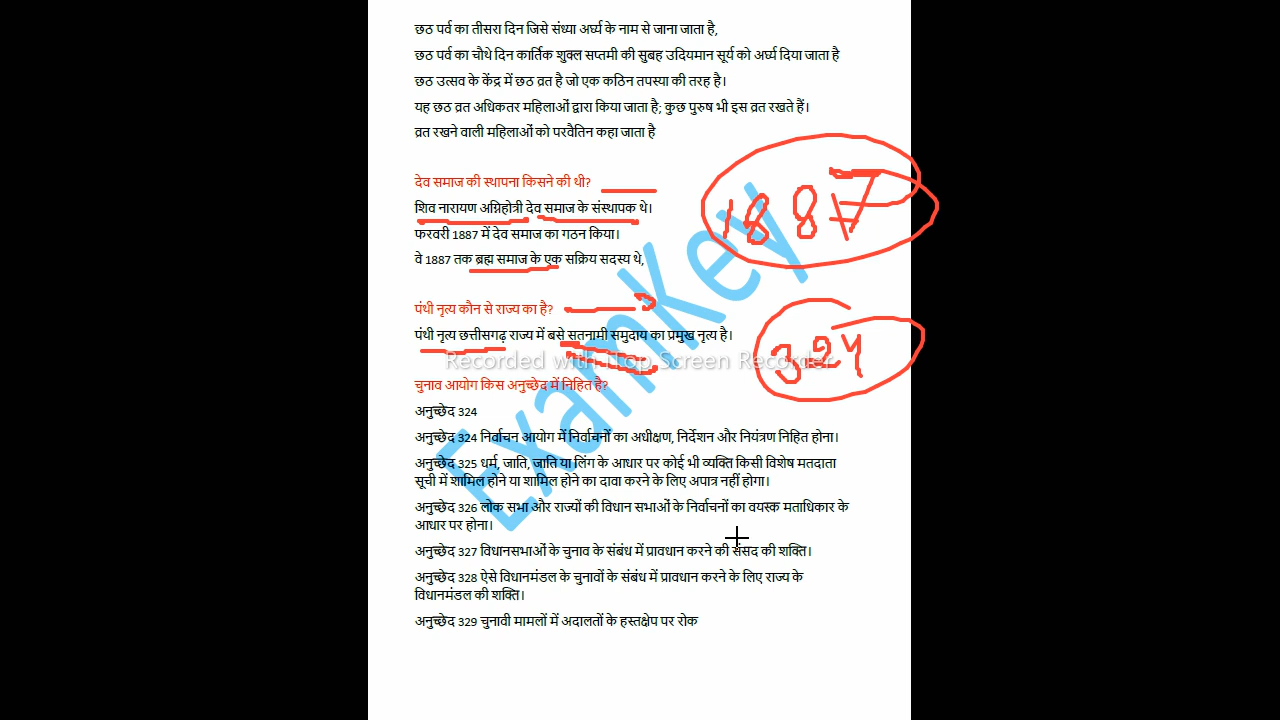 छठ पर्व का तीसरा दिन जिसे संध्या अर्घ्य के नाम से जाना जाता है,
छठ पर्व का चौथे दिन कार्तिक शुक्ल सप्तमी की सुबह उदियमान सूर्य को अर्घ्य दिया जाता है
छठ उत्सव के केंद्र में छठ व्रत है जो एक कठिन तपस्या की तरह है।
यह छठ व्रत अधिकतर महिलाओं द्वारा किया जाता है; कुछ पुरुष भी इस व्रत रखते हैं।
व्रत रखने वाली महिलाओं को परवैतिन कहा जाता है
देव समाज की स्थापना किसने की थी?
शिव नारायण अग्निहोत्री देव समाज के संस्थापक थे।
फरवरी 1887 में देव समाज का गठन किया।
वे 1887 तक ब्रह्म समाज के एक सक्रिय सदस्य थे,
1887
पंथी नृत्य कौन से राज्य का है?
पंथी नृत्य छत्तीसगढ़ राज्य में बसे सतनामी समुदाय का प्रमुख नृत्य है।
324
Recorded with iTop Screen Recorder
चुनाव आयोग किस अनुच्छेद में निहित है?
अनुच्छेद 324
अनुच्छेद 324 निर्वाचन आयोग में निर्वाचनों का अधीक्षण, निर्देशन और नियंत्रण निहित होना।
अनुच्छेद 325 धर्म, जाति, जाति या लिंग के आधार पर कोई भी व्यक्ति किसी विशेष मतदाता
सूची में शामिल होने या शामिल होने का दावा करने के लिए अपात्र नहीं होगा।
अनुच्छेद 326 लोक सभा और राज्यों की विधान सभाओं के निर्वाचनों का वयस्क मताधिकार के
आधार पर होना।
अनुच्छेद 327 विधानसभाओं के चुनाव के संबंध में प्रावधान करने की संसद की शक्ति।
अनुच्छेद 328 ऐसे विधानमंडल के चुनावों के संबंध में प्रावधान करने के लिए राज्य के
विधानमंडल की शक्ति।
अनुच्छेद 329 चुनावी मामलों में अदालतों के हस्तक्षेप पर रोक
ExamKey